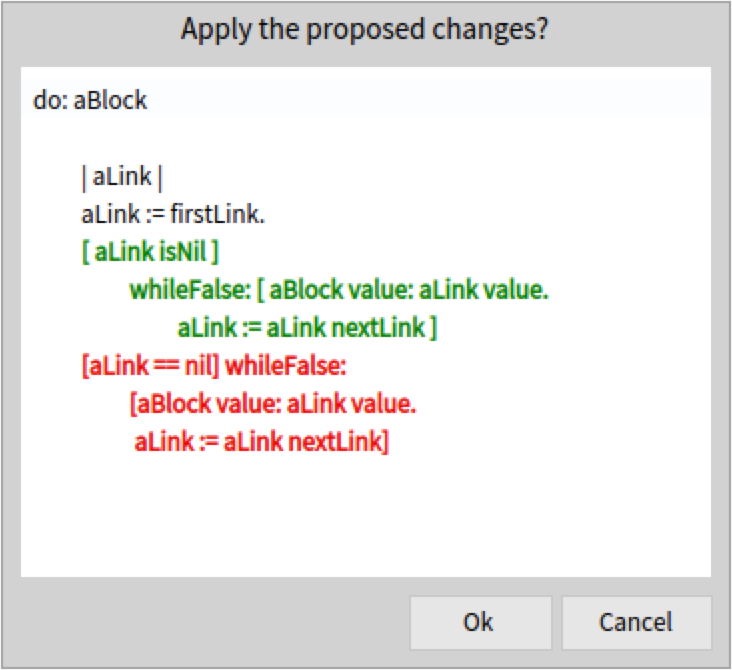 Apply the proposed changes?
do: aBlock
| aLink |
aLink := firstLink.
[ aLink isNil ]
whileFalse: [ aBlock value: aLink value.
aLink := aLink nextLink ]
[aLink == nil] whileFalse:
[aBlock value: aLink value.
aLink := aLink nextLink]
Ok Cancel